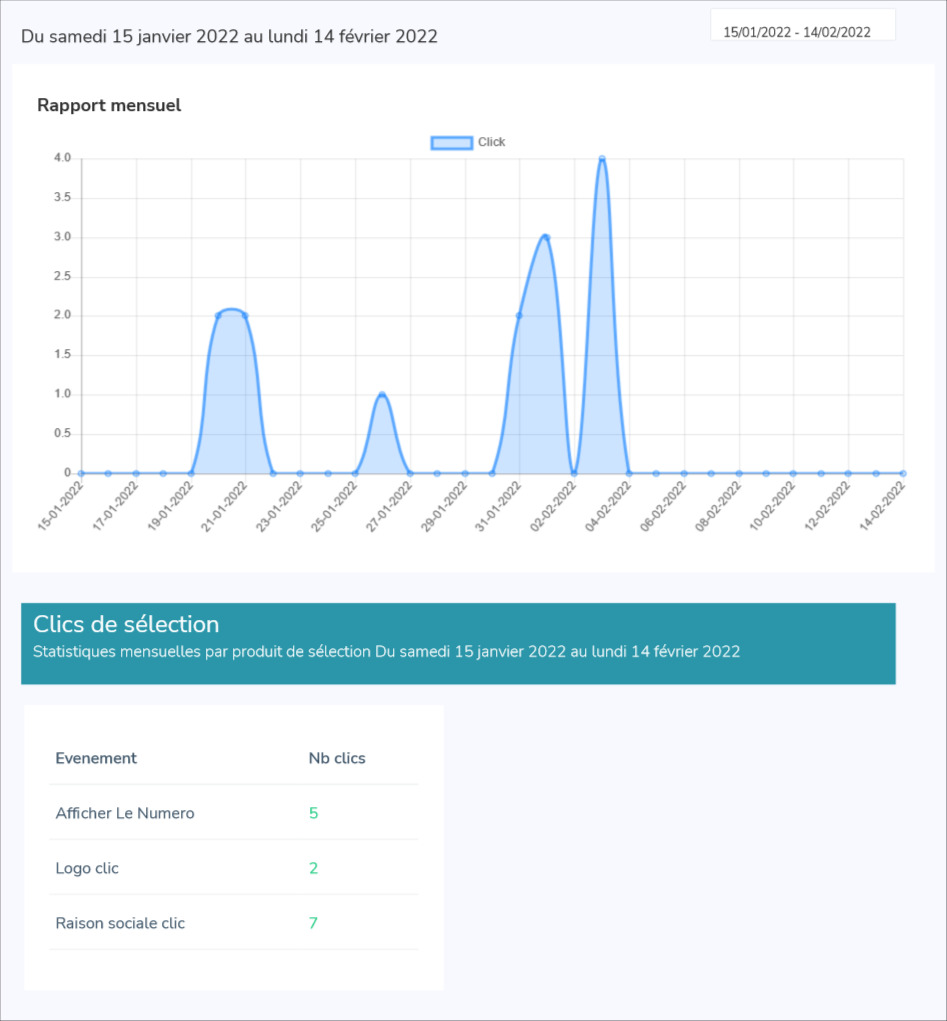 Du samedi 15 janvier 2022 au lundi 14 février 2022
15/01/2022 - 14/02/2022
Rapport mensuel
Click
4.0
3.5
3.0
2.5
2.0
1.5
1.0
0.5
0
15-01-2022
17-01-2022
19-01-2022
21-01-2022
23-01-2022
25-01-2022
27-01-2022
29-01-2022
31-01-2022
02-02-2022
04-02-2022
06-02-2022
08-02-2022
10-02-2022
12-02-2022
14-02-2022
Clics de sélection
Statistiques mensuelles par produit de sélection Du samedi 15 janvier 2022 au lundi 14 février 2022
Evenement Nb clics
Afficher Le Numero 5
Logo clic 2
Raison sociale clic 7